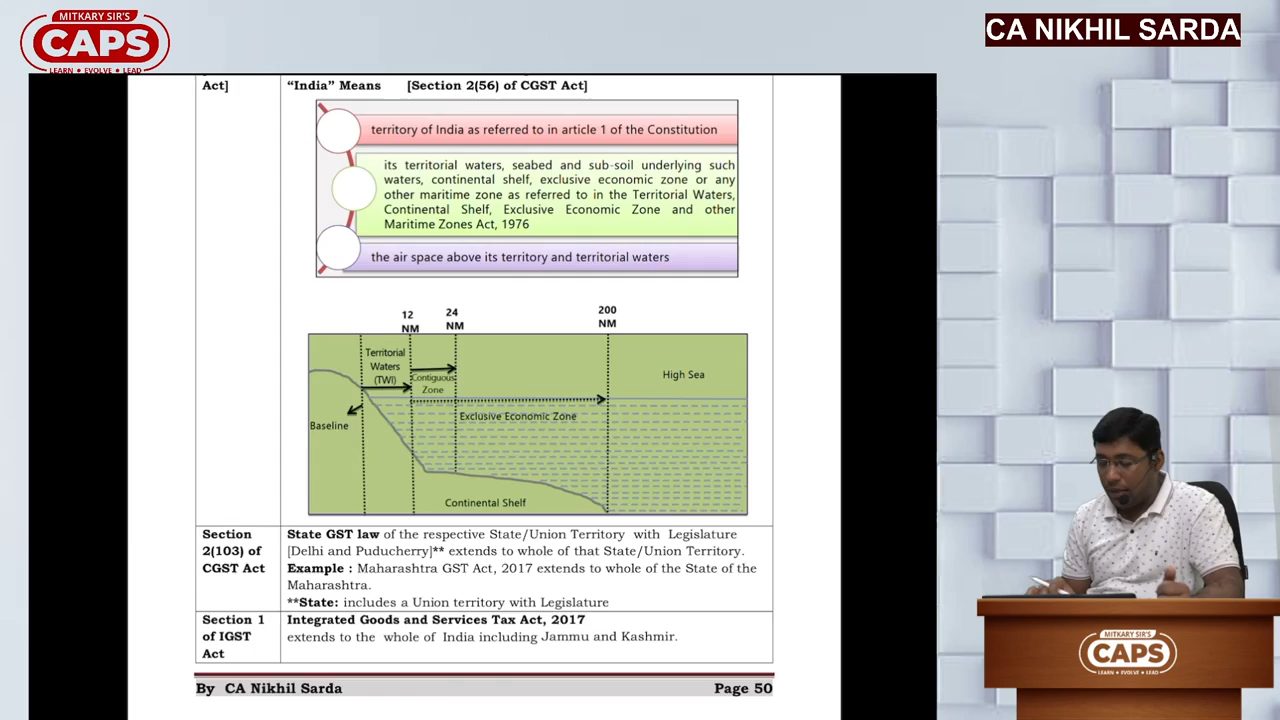 MITKARY SIR'S
CAPS
LEARN • EVOLVE • LEAD
CA NIKHIL SARDA
Act]
“India” Means [Section 2(56) of CGST Act]
territory of India as referred to in article 1 of the Constitution
its territorial waters, seabed and sub-soil underlying such
waters, continental shelf, exclusive economic zone or any
other maritime zone as referred to in the Territorial Waters,
Continental Shelf, Exclusive Economic Zone and other
Maritime Zones Act, 1976
the air space above its territory and territorial waters
12
NM
24
NM
200
NM
Territorial
Waters
(TWI)
Contiguous
Zone
High Sea
Exclusive Economic Zone
Baseline
Continental Shelf
Section
2(103) of
CGST Act
State GST law of the respective State/Union Territory with Legislature
[Delhi and Puducherry]** extends to whole of that State/Union Territory.
Example : Maharashtra GST Act, 2017 extends to whole of the State of the
Maharashtra.
**State: includes a Union territory with Legislature
Section 1
of IGST
Act
Integrated Goods and Services Tax Act, 2017
extends to the whole of India including Jammu and Kashmir.
By CA Nikhil Sarda Page 50
MITKARY SIR'S
CAPS
LEARN • EVOLVE • LEAD